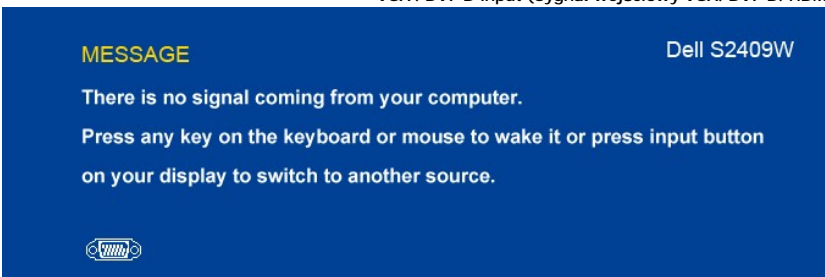 MESSAGE
Dell S2409W
There is no signal coming from your computer.
Press any key on the keyboard or mouse to wake it or press input button
on your display to switch to another source.